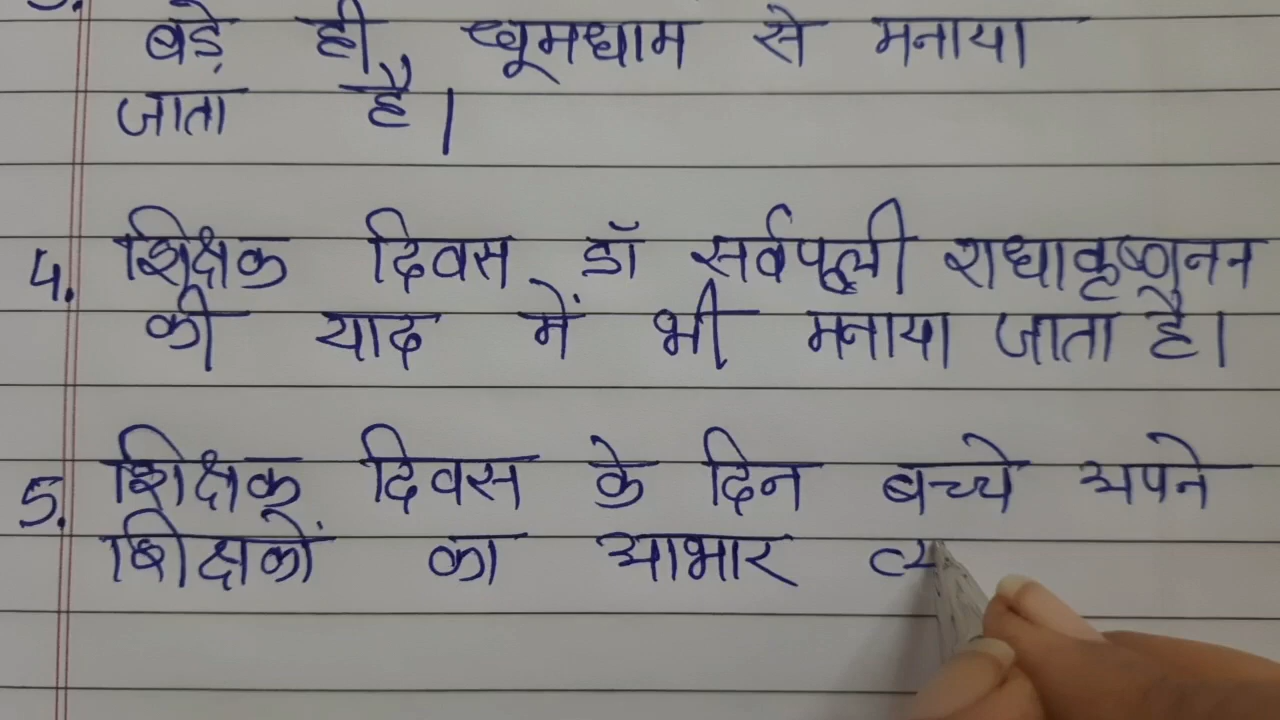 बड़े ही धूमधाम से मनाया
जाता है।
4. शिक्षक दिवस डॉ सर्वपल्ली राधाकृष्णनन
की याद में भी मनाया जाता है।
5. शिक्षक दिवस के दिन बच्चे अपने
शिक्षकों का आभार व्य